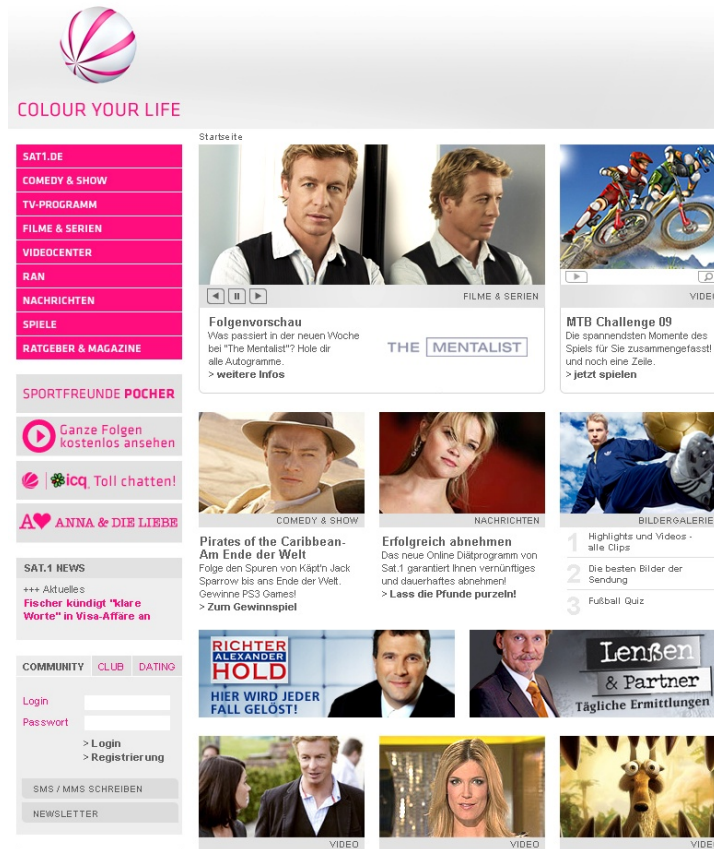 COLOUR YOUR LIFE
Startseite
SAT1.DE
COMEDY & SHOW
TV-PROGRAMM
FILME & SERIEN
VIDEOCENTER
RAN
NACHRICHTEN
SPIELE
RATGEBER & MAGAZINE
SPORTFREUNDE POCHER
Ganze Folgen
kostenlos ansehen
icq Toll chatten!
A♥ ANNA & DIE LIEBE
SAT.1 NEWS
+++ Aktuelles
Fischer kündigt "klare
Worte" in Visa-Affäre an
COMMUNITY CLUB DATING
Login
Passwort
> Login
> Registrierung
SMS / MMS SCHREIBEN
NEWSLETTER
FILME & SERIEN
Folgenvorschau
Was passiert in der neuen Woche
bei "The Mentalist"? Hole dir
alle Autogramme.
> weitere Infos
THE MENTALIST
VIDEO
MTB Challenge 09
Die spannendsten Momente des
Spiels für Sie zusammengefasst!
und noch eine Zeile.
> jetzt spielen
COMEDY & SHOW
Pirates of the Caribbean-
Am Ende der Welt
Folge den Spuren von Käpt'n Jack
Sparrow bis ans Ende der Welt.
Gewinne PS3 Games!
> Zum Gewinnspiel
NACHRICHTEN
Erfolgreich abnehmen
Das neue Online Diätprogramm von
Sat.1 garantiert Ihnen vernünftiges
und dauerhaftes abnehmen!
> Lass die Pfunde purzeln!
BILDERGALERIE
1 Highlights und Videos -
alle Clips
2 Die besten Bilder der
Sendung
3 Fußball Quiz
RICHTER
ALEXANDER
HOLD
HIER WIRD JEDER
FALL GELÖST!
Lenßen
& Partner
Tägliche Ermittlungen
VIDEO
VIDEO
VIDEO